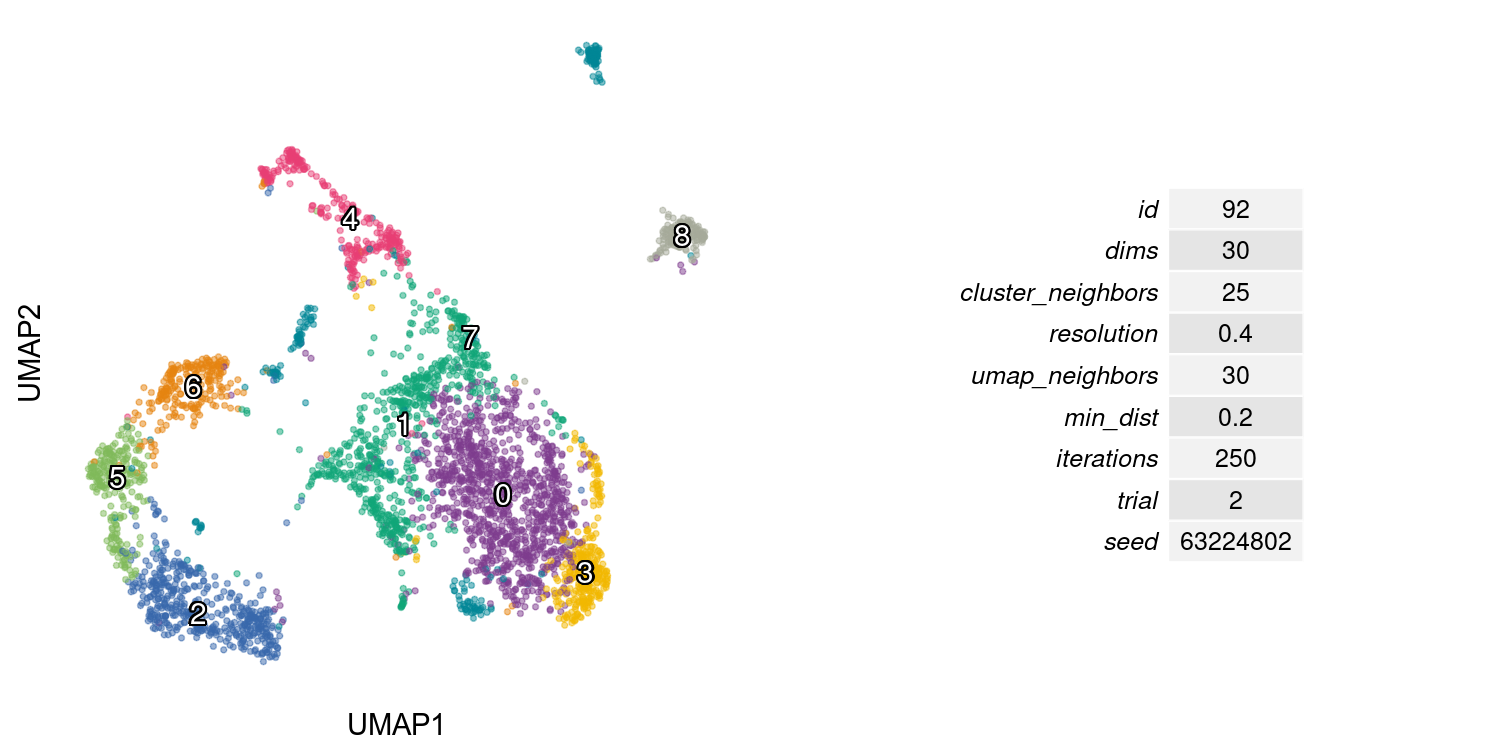 4
8
7
6
1
5
0
3
2
UMAP1
UMAP2
id 92
dims 30
cluster_neighbors 25
resolution 0.4
umap_neighbors 30
min_dist 0.2
iterations 250
trial 2
seed 63224802